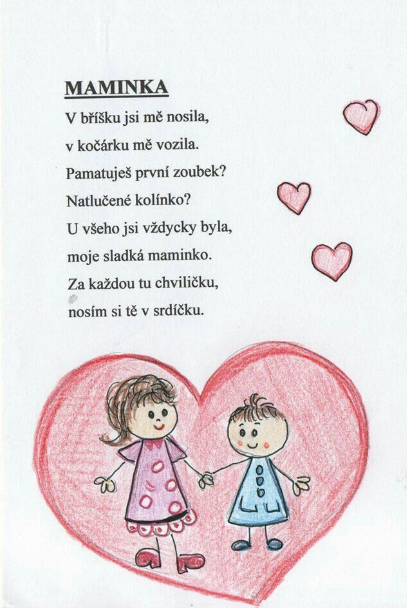 MAMINKA
V bříšku jsi mě nosila,
v kočárku mě vozila.
Pamatuješ první zoubek?
Natlučené kolínko?
U všeho jsi vždycky byla,
moje sladká maminko.
Za každou tu chviličku,
nosím si tě v srdíčku.